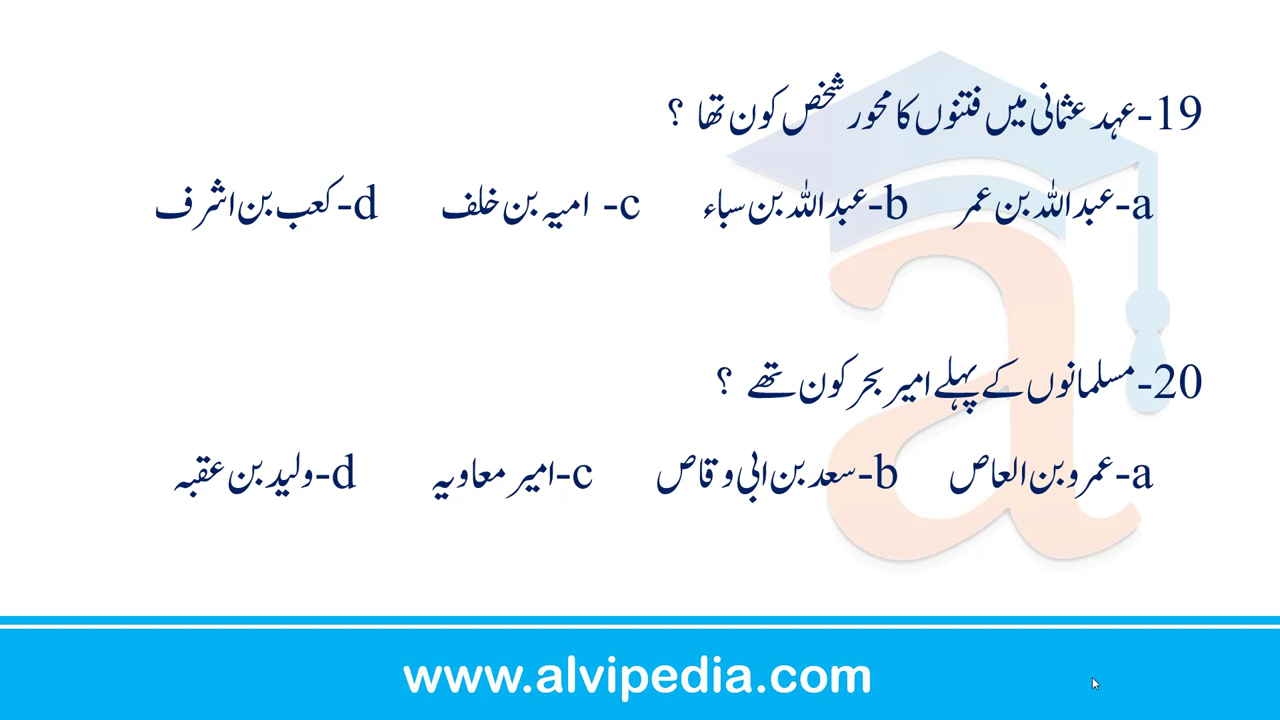 19-عہد عثمانی میں فتنوں کا محور شخص کون تھا ؟
a-عبداللہ بن عمر b-عبداللہ بن سباء c- امیہ بن خلف d-کعب بن اشرف
20-مسلمانوں کے پہلے امیر بحر کون تھے ؟
a-عمرو بن العاص b-سعد بن ابی وقاص c-امیر معاویہ d-ولید بن عقبہ
www.alvipedia.com